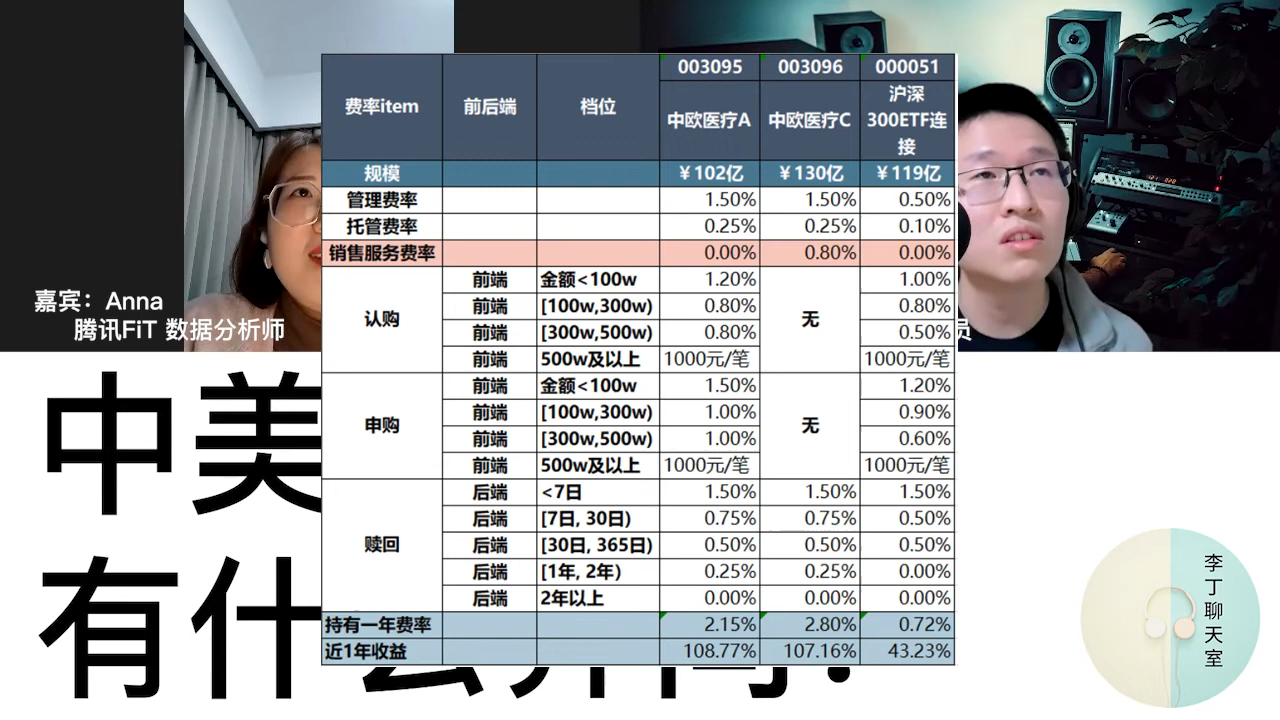 嘉宾：Anna
腾讯FiT 数据分析师
员
费率item 前后端 档位 003095 003096 000051
中欧医疗A 中欧医疗C 沪深300ETF连接
规模 ￥102亿 ￥130亿 ￥119亿
管理费率 1.50% 1.50% 0.50%
托管费率 0.25% 0.25% 0.10%
销售服务费率 0.00% 0.80% 0.00%
认购 前端 金额<100w 1.20% 无 1.00%
前端 [100w,300w) 0.80% 0.80%
前端 [300w,500w) 0.80% 0.50%
前端 500w及以上 1000元/笔 1000元/笔
申购 前端 金额<100w 1.50% 无 1.20%
前端 [100w,300w) 1.00% 0.90%
前端 [300w,500w) 1.00% 0.60%
前端 500w及以上 1000元/笔 1000元/笔
赎回 后端 <7日 1.50% 1.50% 1.50%
后端 [7日, 30日) 0.75% 0.75% 0.50%
后端 [30日, 365日) 0.50% 0.50% 0.50%
后端 [1年, 2年) 0.25% 0.25% 0.00%
后端 2年以上 0.00% 0.00% 0.00%
持有一年费率 2.15% 2.80% 0.72%
近1年收益 108.77% 107.16% 43.23%
中美
有什
李丁聊天室